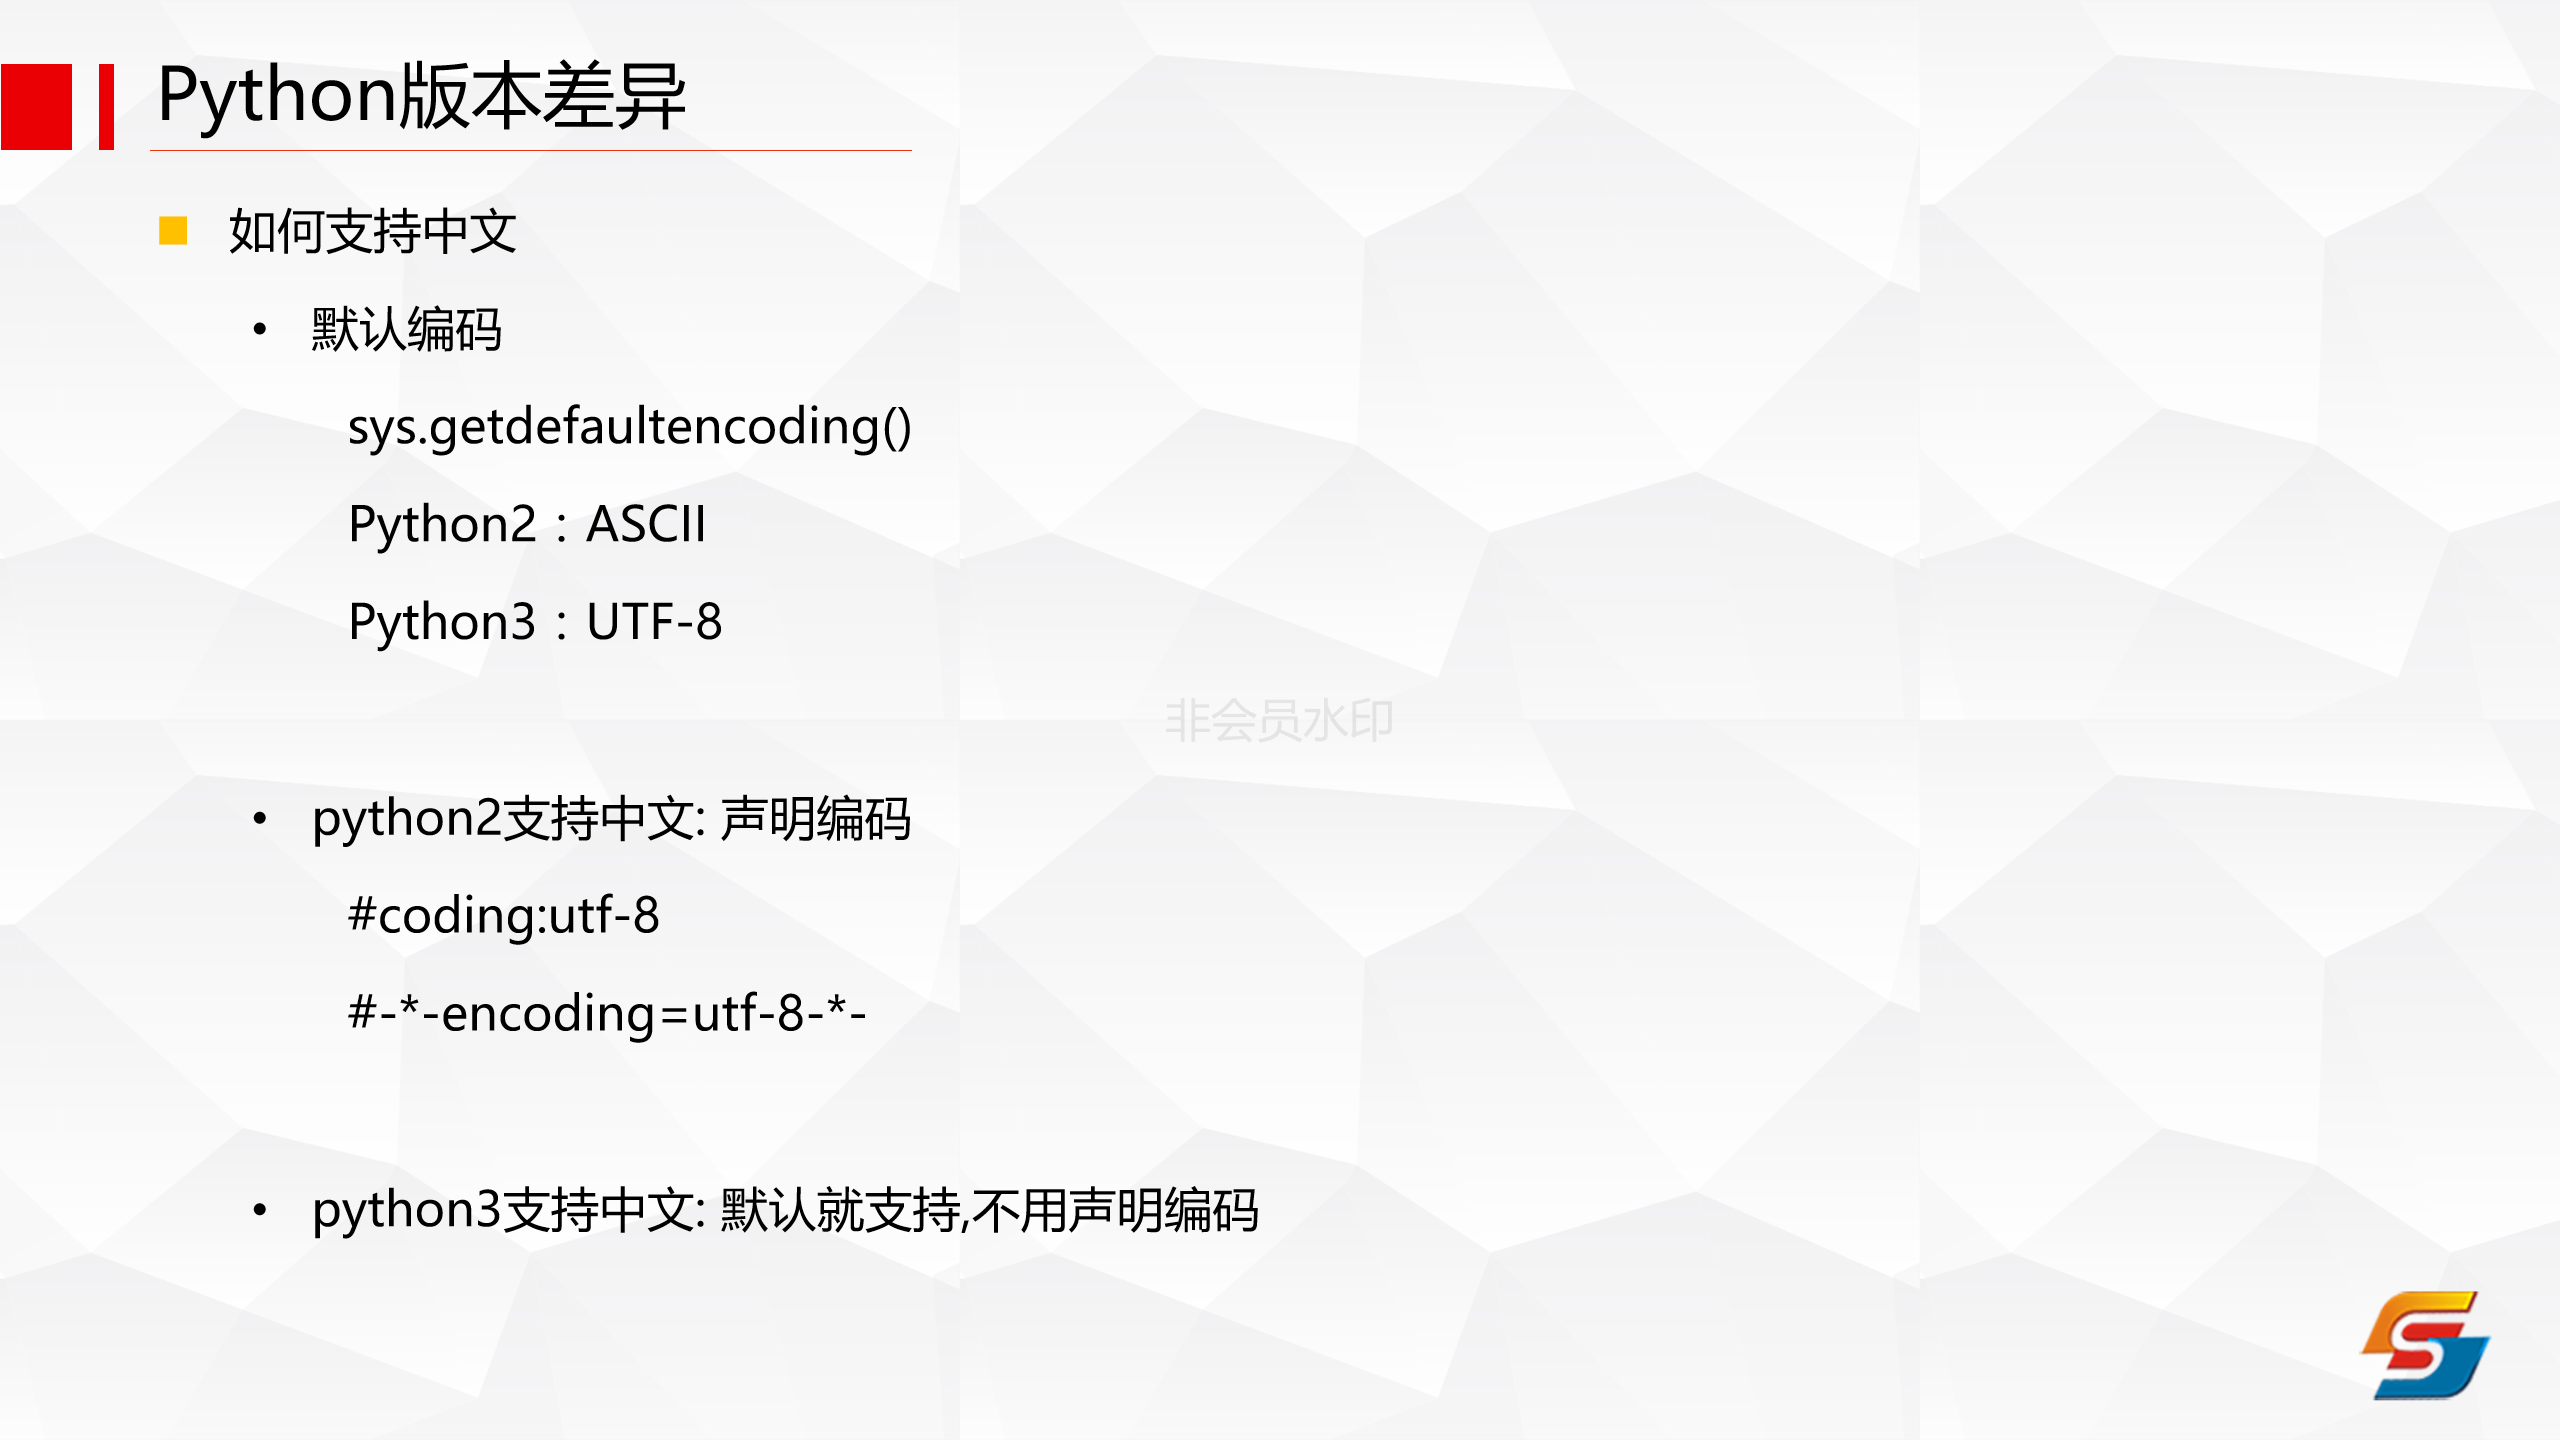 Python版本差异
如何支持中文
• 默认编码
sys.getdefaultencoding()
Python2：ASCII
Python3：UTF-8
非会员水印
• python2支持中文: 声明编码
#coding:utf-8
#-*-encoding=utf-8-*-
• python3支持中文: 默认就支持,不用声明编码